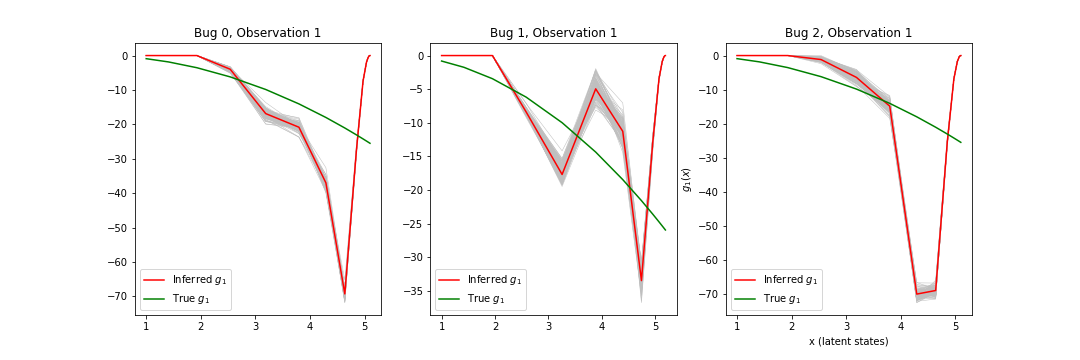 Bug 0, Observation 1
0
−10
−20
−30
−40
−50
−60
−70
1 2 3 4 5
Inferred g₁
True g₁
Bug 1, Observation 1
0
−5
−10
−15
−20
−25
−30
−35
1 2 3 4 5
Inferred g₁
True g₁
Bug 2, Observation 1
g₁(x)
0
−10
−20
−30
−40
−50
−60
−70
1 2 3 4 5
x (latent states)
Inferred g₁
True g₁